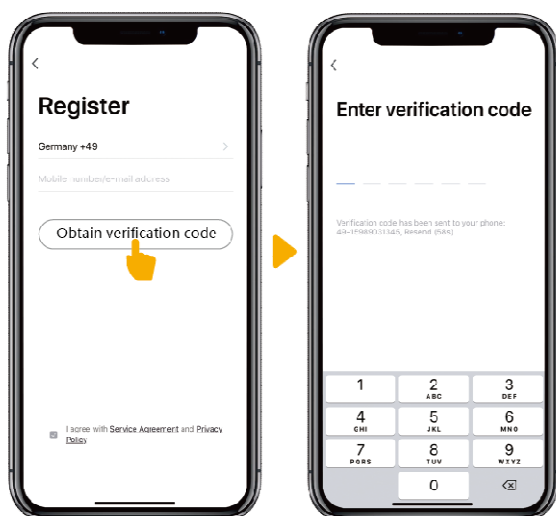 Register
Germany +49
Mobile number/e-mail address
Obtain verification code
I agree with Service Agreement and Privacy
Policy
Enter verification code
Verification code has been sent to your phone:
Resend (58s)
1
2
ABC
3
DEF
4
GHI
5
JKL
6
MNO
7
PQRS
8
TUV
9
WXYZ
0